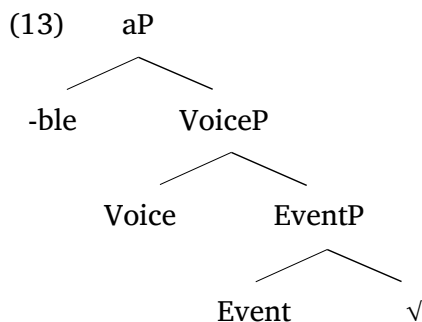 (13) aP
-ble VoiceP
Voice EventP
Event √